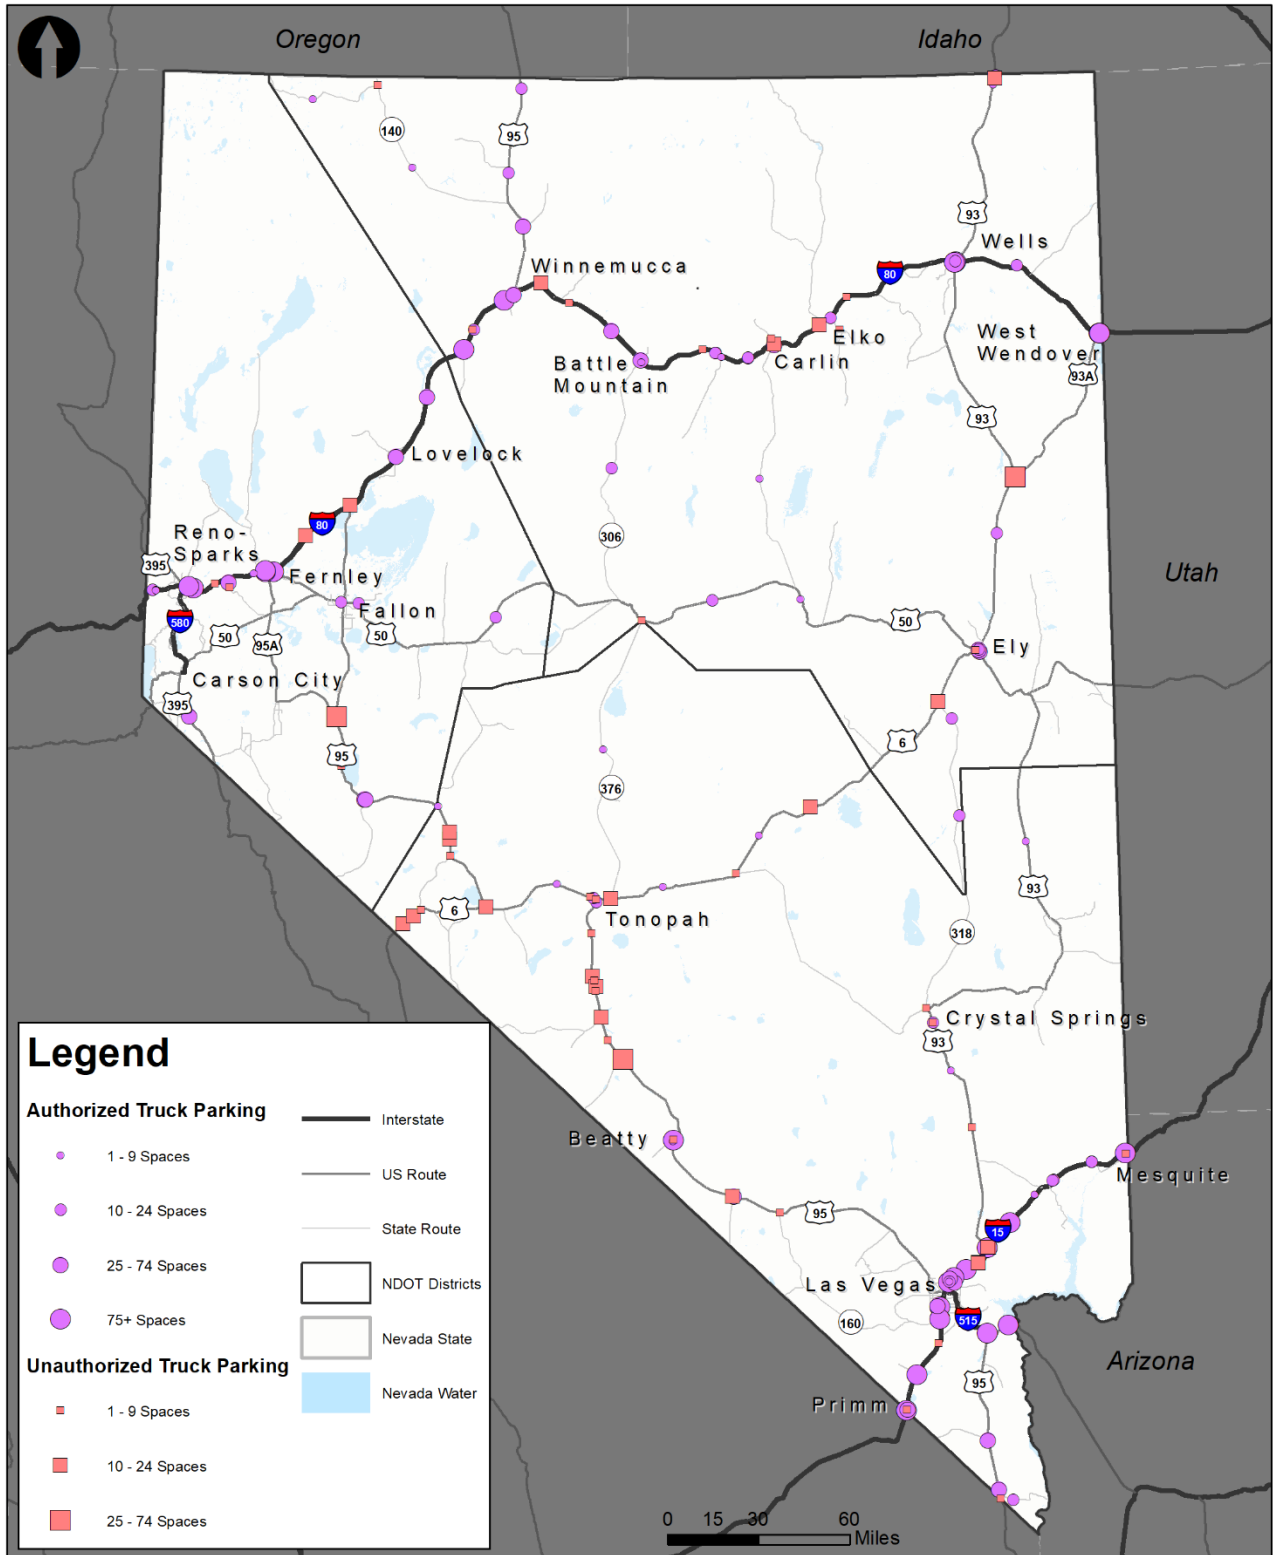 Oregon
Idaho
140
95
93
Wells
Winnemucca
80
West
Wendover
Elko
Battle
Mountain
Carlin
93A
93
Lovelock
80
306
Reno-
Sparks
395
Fernley
Utah
Fallon
580
50
95A
50
50
Ely
Carson City
395
95
6
376
93
6
Tonopah
318
Crystal Springs
93
Legend
Authorized Truck Parking
1 - 9 Spaces
10 - 24 Spaces
25 - 74 Spaces
75+ Spaces
Unauthorized Truck Parking
1 - 9 Spaces
10 - 24 Spaces
25 - 74 Spaces
Interstate
US Route
State Route
NDOT Districts
Nevada State
Nevada Water
Beatty
Mesquite
95
15
Las Vegas
160
515
Arizona
95
Primm
0 15 30 60
Miles